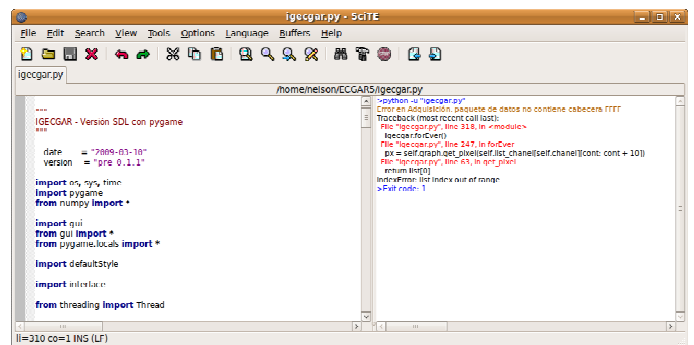 igecgar.py - SciTE
File Edit Search View Tools Options Language Buffers Help
igecgar.py
/home/nelson/ECGAR5/igecgar.py
"""
IGECGAR - Versión SDL con pygame
"""
date = "2009-03-10"
version = "pre-0.1.1"
import os, sys, time
import pygame
from numpy import *
import gui
from gui import *
from pygame.locals import *
import defaultStyle
import interface
from threading import Thread
>python -u "igecgar.py"
Error en Adquisición, paquete de datos no contiene cabecera FFFF
Traceback (most recent call last):
File "igecgar.py", line 318, in <module>
igecgar.forEver()
File "igecgar.py", line 247, in forEver
px = self.graph.get_pixel(self.list_chanel[self.chanel][cont: cont + 10])
File "igecgar.py", line 63, in get_pixel
return list[0]
IndexError: list index out of range
>Exit code: 1
li=310 co=1 INS (LF)